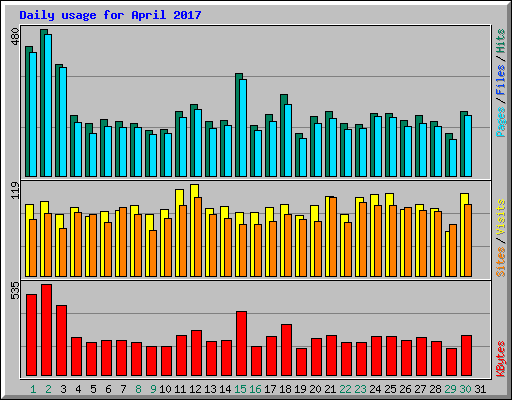 Daily usage for April 2017
480
Pages / Files / Hits
119
Sites / Visits
535
KBytes
1 2 3 4 5 6 7 8 9 10 11 12 13 14 15 16 17 18 19 20 21 22 23 24 25 26 27 28 29 30 31